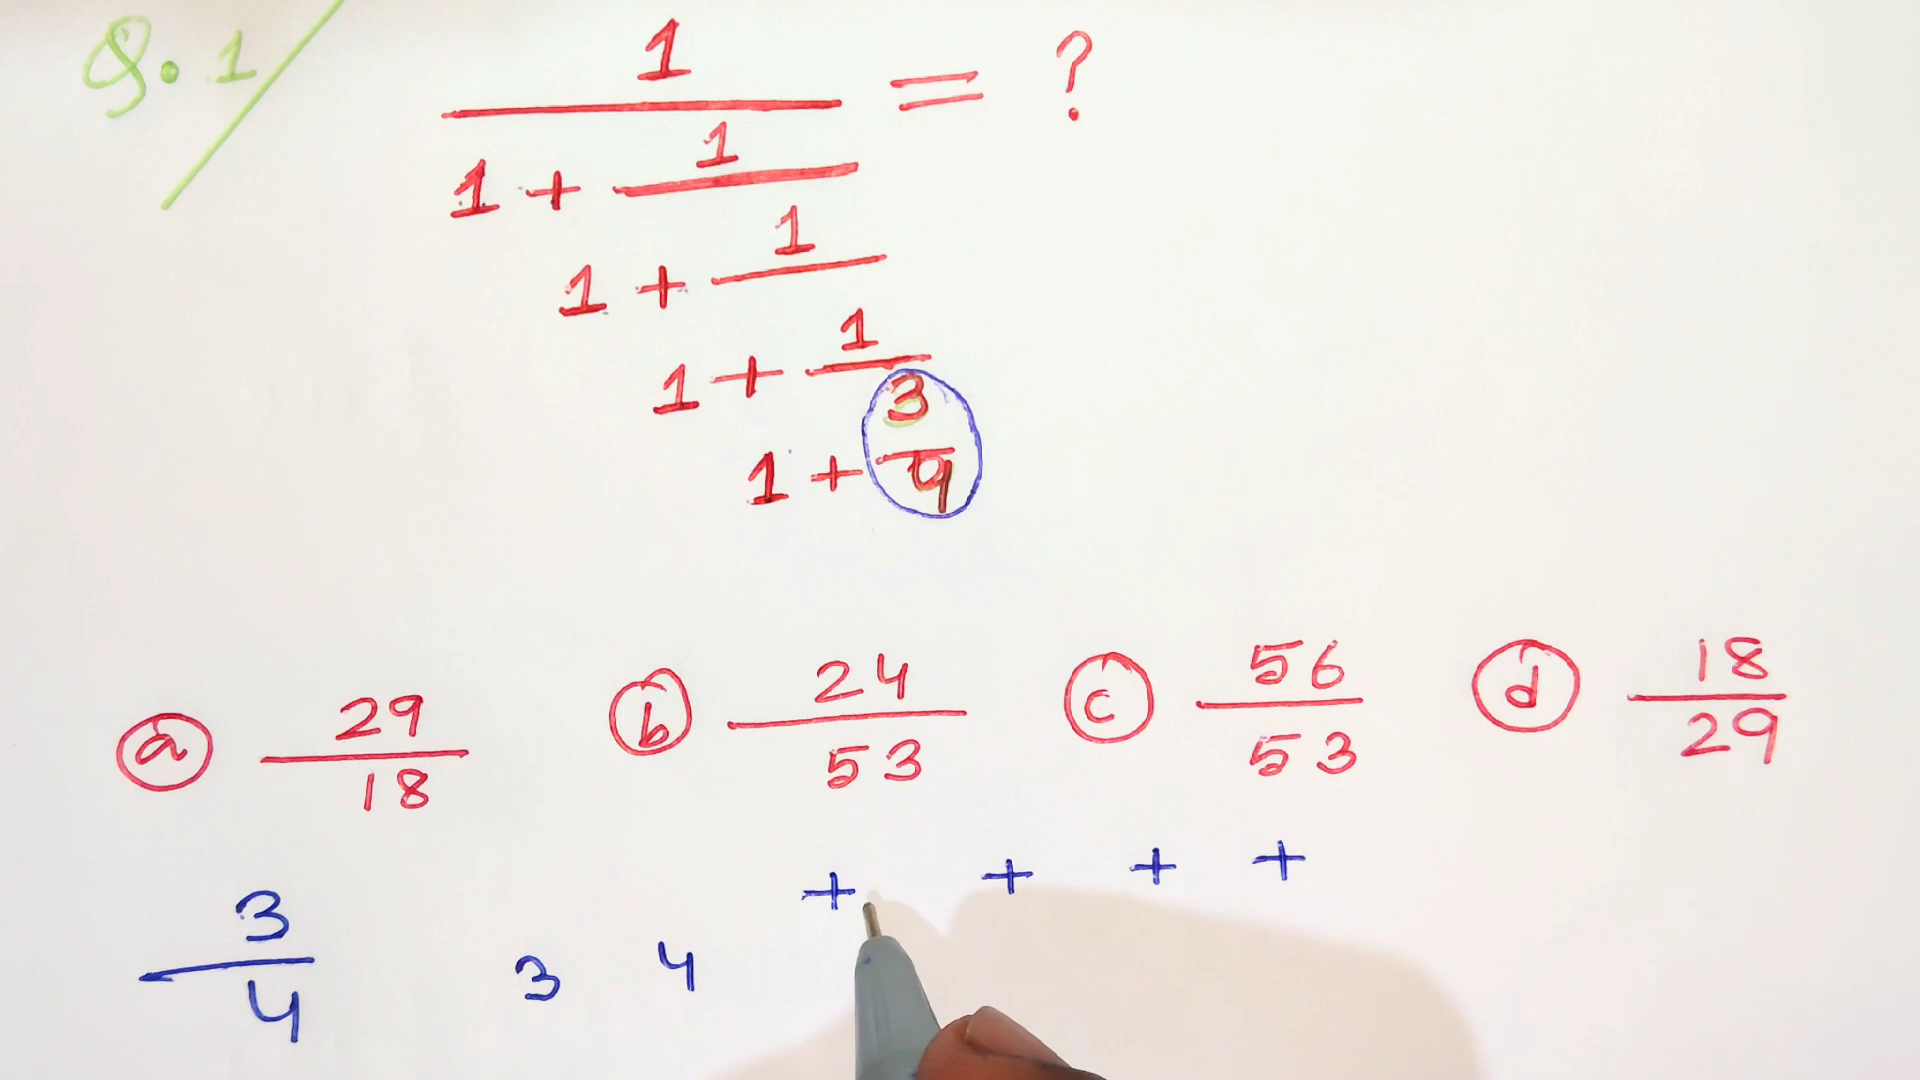 Q. 1
1 = ?
1 + 1
1 + 1
1 + 1
3
1 + 4
a 29 b 24 c 56 d 18
18 53 53 29
+ + + +
3
4 3 4